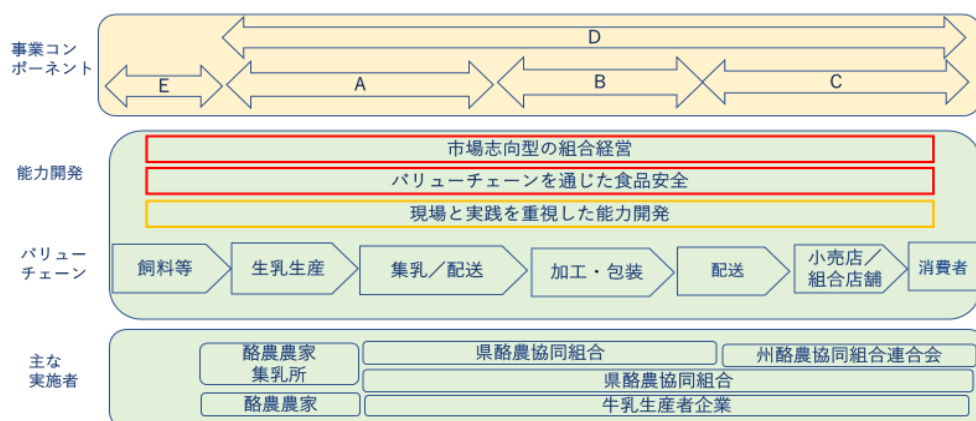 D
事業コン
ポーネント
E
A
B
C
市場志向型の組合経営
能力開発
バリューチェーンを通じた食品安全
現場と実践を重視した能力開発
バリュー
チェーン
飼料等
生乳生産
集乳／配送
加工・包装
配送
小売店／
組合店舗
消費者
主な
実施者
酪農農家
集乳所
県酪農協同組合
州酪農協同組合連合会
県酪農協同組合
酪農農家
牛乳生産者企業